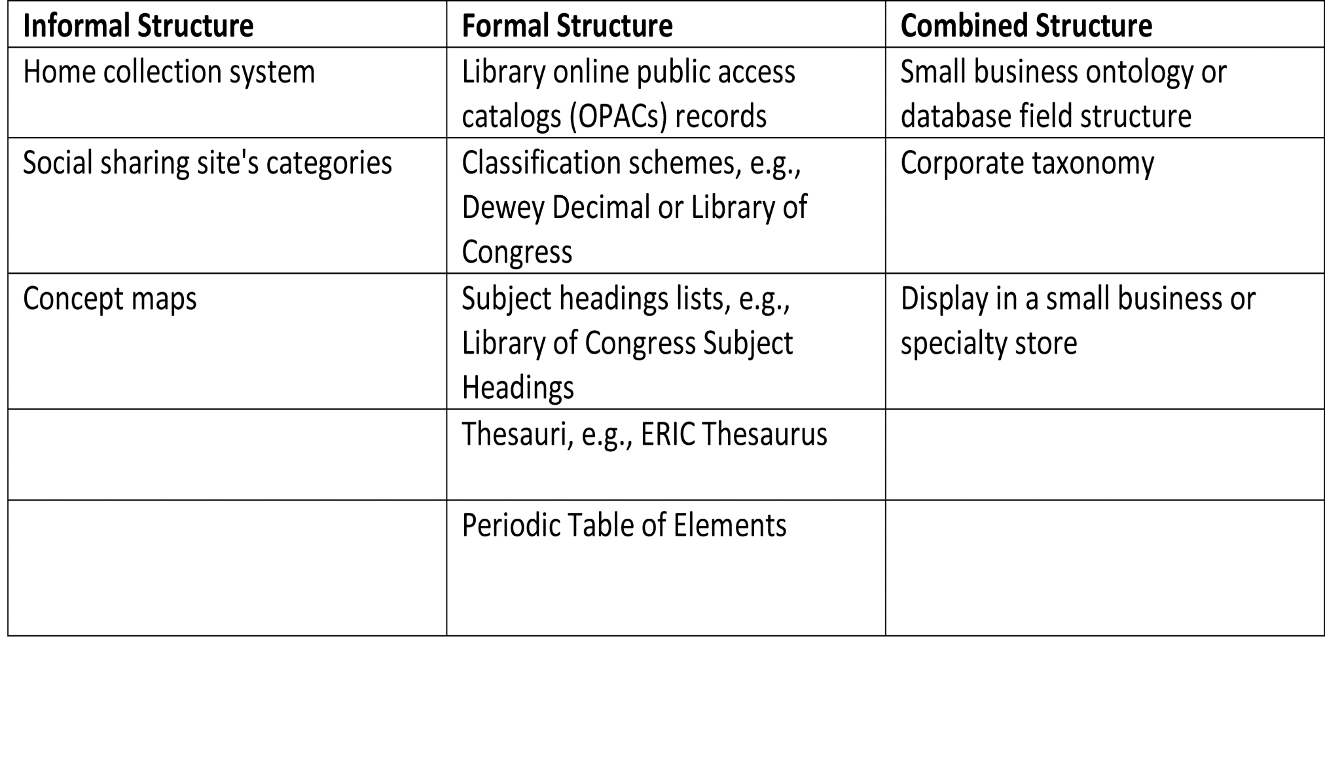 Informal Structure
Formal Structure
Combined Structure
Home collection system
Library online public access
catalogs (OPACs) records
Small business ontology or
database field structure
Social sharing site's categories
Classification schemes, e.g.,
Dewey Decimal or Library of
Congress
Corporate taxonomy
Concept maps
Subject headings lists, e.g.,
Library of Congress Subject
Headings
Display in a small business or
specialty store
Thesauri, e.g., ERIC Thesaurus
Periodic Table of Elements